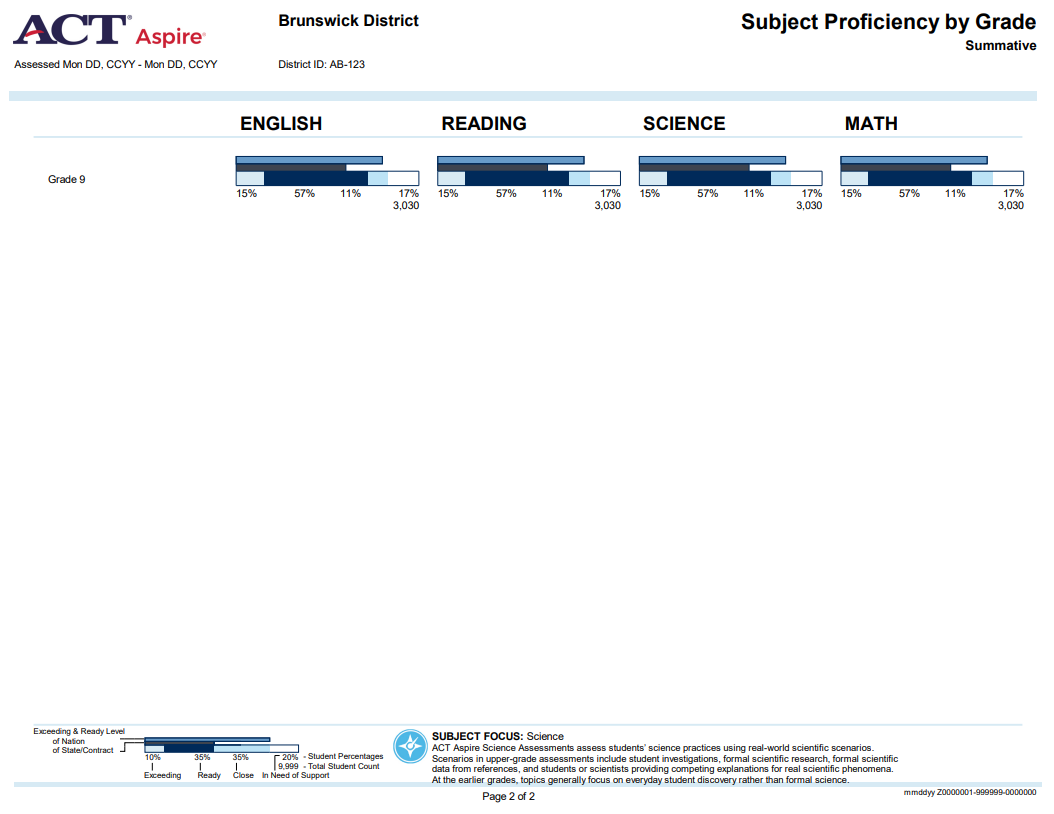 ACT® Aspire®
Brunswick District
Subject Proficiency by Grade
Summative
Assessed Mon DD, CCYY - Mon DD, CCYY
District ID: AB-123
ENGLISH READING SCIENCE MATH
Grade 9
15% 57% 11% 17% 15% 57% 11% 17% 15% 57% 11% 17% 15% 57% 11% 17%
3,030 3,030 3,030 3,030
Exceeding & Ready Level
of Nation
of State/Contract
10% 35% 35% 20% - Student Percentages
9,999 - Total Student Count
Exceeding Ready Close In Need of Support
SUBJECT FOCUS: Science
ACT Aspire Science Assessments assess students' science practices using real-world scientific scenarios.
Scenarios in upper-grade assessments include student investigations, formal scientific research, formal scientific
data from references, and students or scientists providing competing explanations for real scientific phenomena.
At the earlier grades, topics generally focus on everyday student discovery rather than formal science.
Page 2 of 2
mmddyy Z0000001-999999-0000000